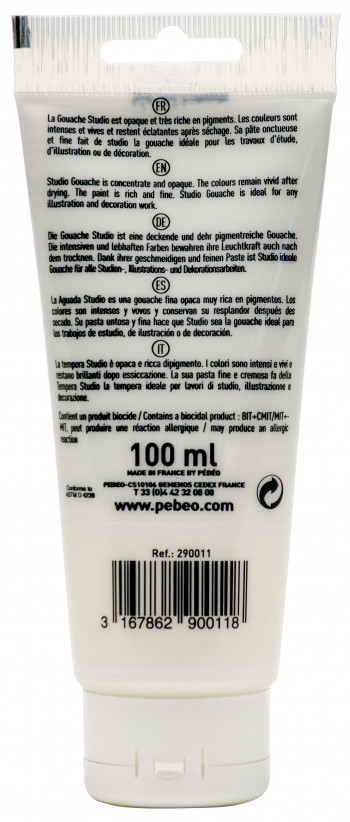 FR
La Gouache Studio est opaque et très riche en pigments. Les couleurs sont
intenses et vives et restent éclatantes après séchage. Sa pâte onctueuse
et fine fait de studio la gouache idéale pour les travaux d'étude,
d'illustration ou de décoration.
EN
Studio Gouache is concentrate and opaque. The colours remain vivid after
drying. The paint is rich and fine. Studio Gouache is ideal for any
illustration and decoration work.
DE
Die Gouache Studio ist eine deckende und dehr pigmentreiche Gouache.
Die intensiven und lebhaften Farben bewahren ihre Leuchtkraft auch nach
dem trocknen. Dank ihrer geschmeidigen und feinen Paste ist Studio ideale
Gouache für alle Studien-, Illustrations- und Dekorationsarbeiten.
ES
La Aguada Studio es una gouache fina opaca muy rica en pigmentos. Los
colores son intensos y vovos y conservan su resplandor después des
secado. Su pasta untosa y fina hace que Studio sea la gouache ideal para
los trabajos de estudio, de ilustración o de decoración.
IT
La tempera Studio è opaca e ricca dipigmento. I colori sono intensi e vivi e
restano brillanti dopo essiccazione. La sua pasta fine e cremosa fa della
Tempera Studio la tempera ideale per lavori di studio, illustrazione e
decorazione.
Contient un produit biocide / Contains a biocidal product : BIT+CMIT/MIT+-
MIT, peut produire une réaction allergique / may produce an allergic
reaction
100 ml
MADE IN FRANCE BY PÉBÉO
PEBEO-CS10106 GEMENOS CEDEX FRANCE
T 33 (0)4 42 32 08 08
Conforms to
ASTM D-4236
www.pebeo.com
Ref.: 290011
3 167862 900118